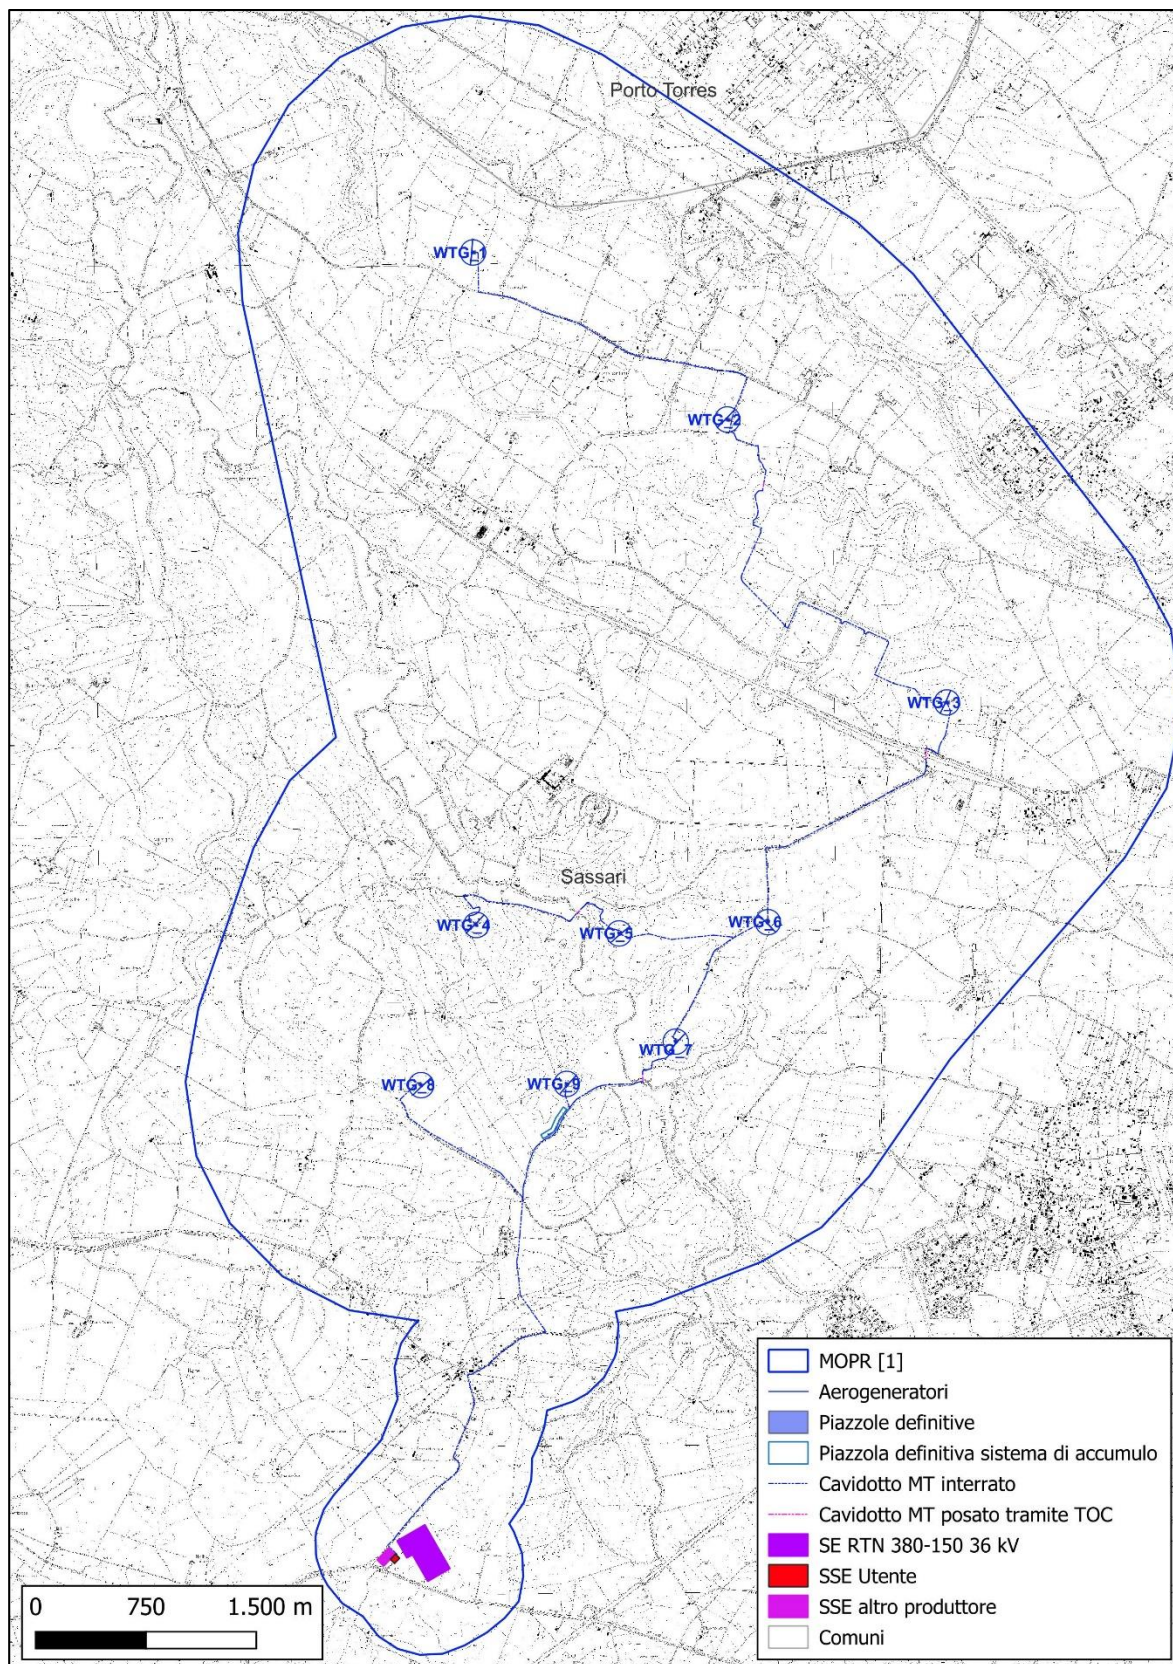 Porto Torres
WTG_1
WTG_2
WTG_3
Sassari
WTG_4
WTG_5
WTG_6
WTG_7
WTG_8
WTG_9
MOPR [1]
Aerogeneratori
Piazzole definitive
Piazzola definitiva sistema di accumulo
Cavidotto MT interrato
Cavidotto MT posato tramite TOC
SE RTN 380-150 36 kV
SSE Utente
SSE altro produttore
Comuni
0 750 1.500 m